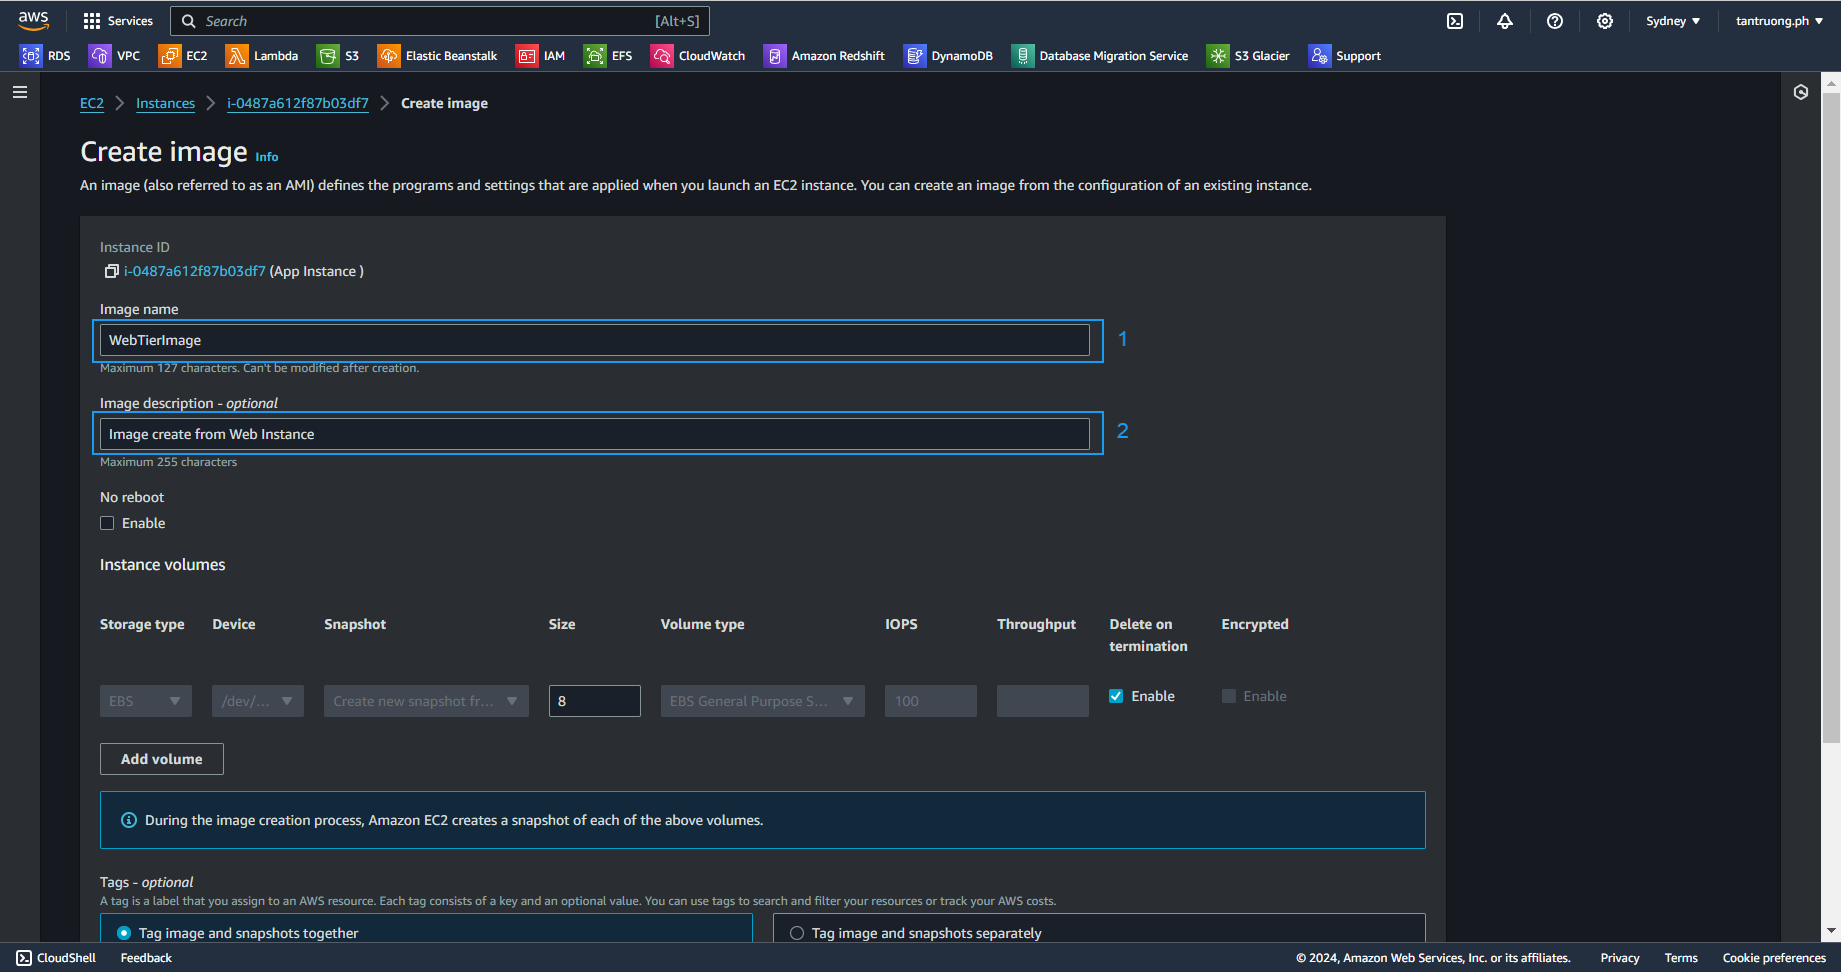 aws Services Search [Alt+S] Sydney tantruong.ph
RDS VPC EC2 Lambda S3 Elastic Beanstalk IAM EFS CloudWatch Amazon Redshift DynamoDB Database Migration Service S3 Glacier Support
EC2 Instances i-0487a612f87b03df7 Create image
Create image Info
An image (also referred to as an AMI) defines the programs and settings that are applied when you launch an EC2 instance. You can create an image from the configuration of an existing instance.
Instance ID
i-0487a612f87b03df7 (App Instance )
Image name
WebTierImage 1
Maximum 127 characters. Can't be modified after creation.
Image description - optional
Image create from Web Instance 2
Maximum 255 characters
No reboot
Enable
Instance volumes
Storage type Device Snapshot Size Volume type IOPS Throughput Delete on termination Encrypted
EBS /dev/... Create new snapshot fr... 8 EBS General Purpose S... 100 Enable Enable
Add volume
During the image creation process, Amazon EC2 creates a snapshot of each of the above volumes.
Tags - optional
A tag is a label that you assign to an AWS resource. Each tag consists of a key and an optional value. You can use tags to search and filter your resources or track your AWS costs.
Tag image and snapshots together Tag image and snapshots separately
CloudShell Feedback © 2024, Amazon Web Services, Inc. or its affiliates. Privacy Terms Cookie preferences